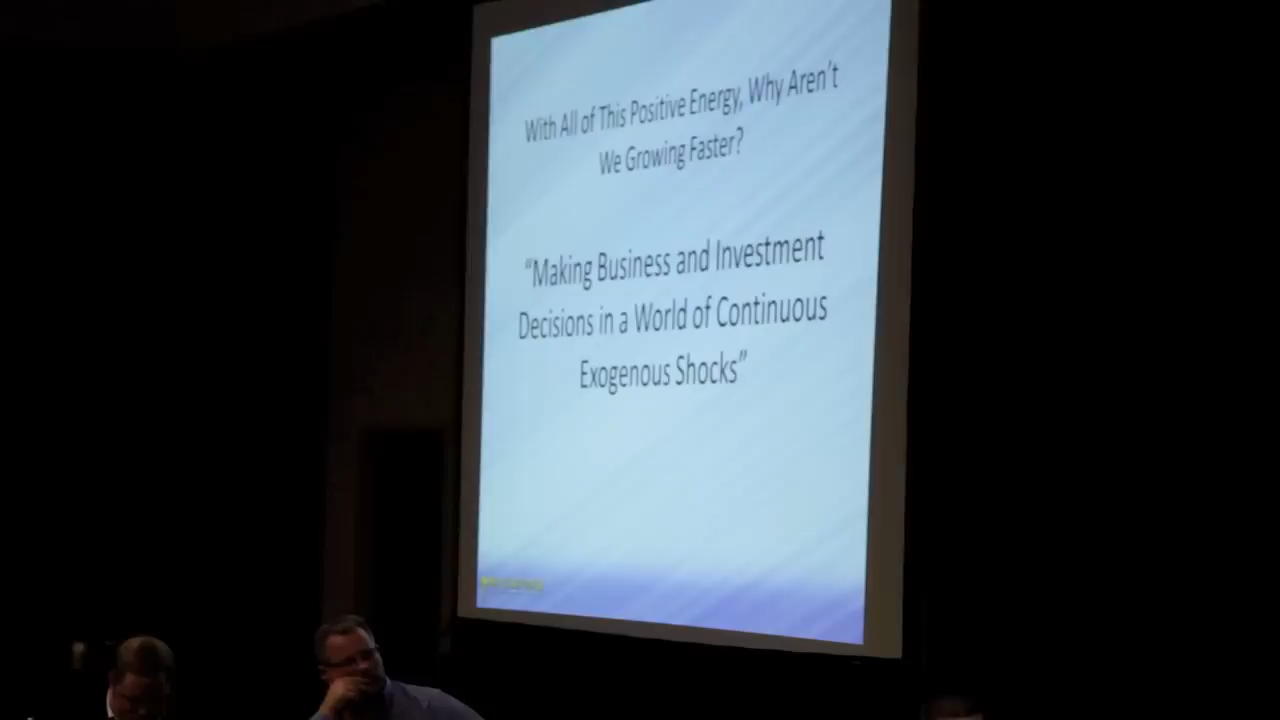 With All of This Positive Energy, Why Aren't
We Growing Faster?
“Making Business and Investment
Decisions in a World of Continuous
Exogenous Shocks”